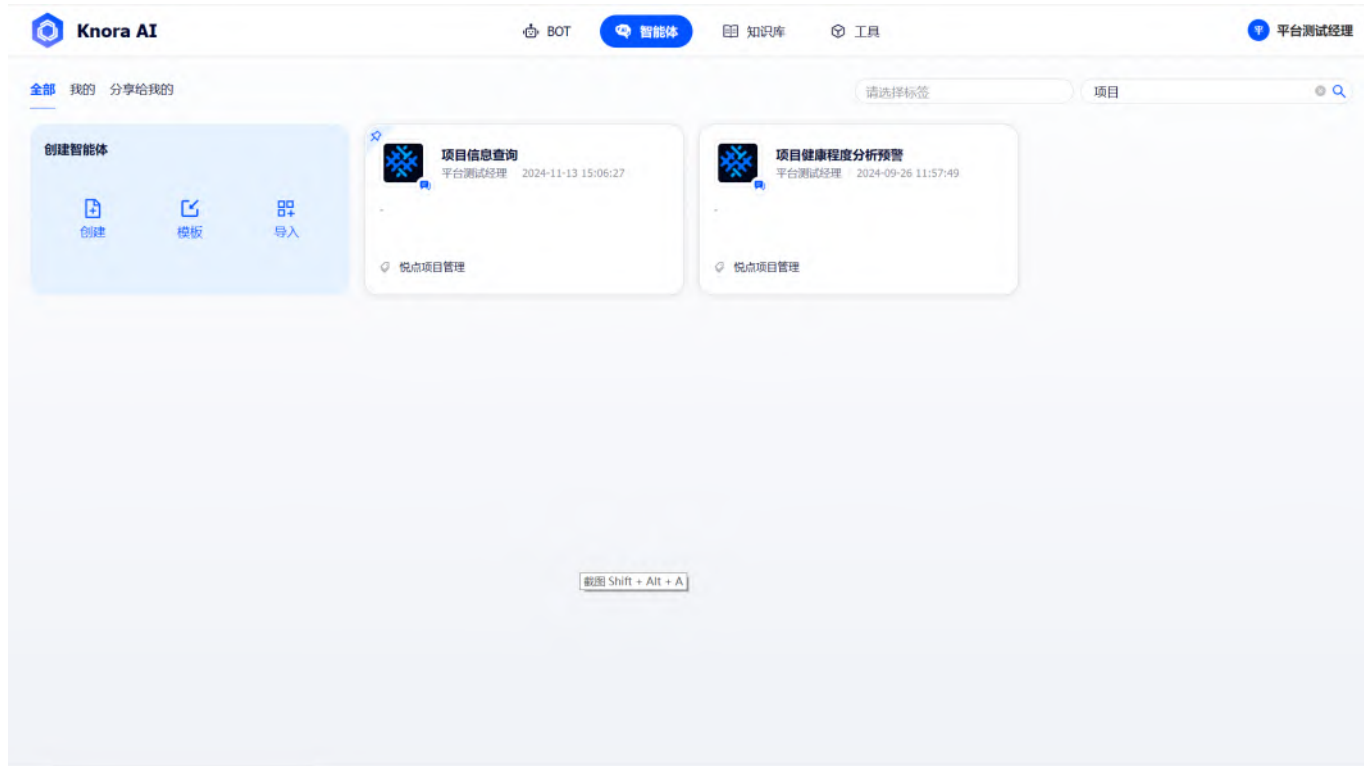 Knora AI BOT 智能体 知识库 工具 平 平台测试经理
全部 我的 分享给我的 请选择标签 项目
创建智能体
创建 模板 导入
项目信息查询
平台测试经理 2024-11-13 15:06:27
-
悦点项目管理
项目健康程度分析预警
平台测试经理 2024-09-26 11:57:49
-
悦点项目管理
截图 Shift + Alt + A